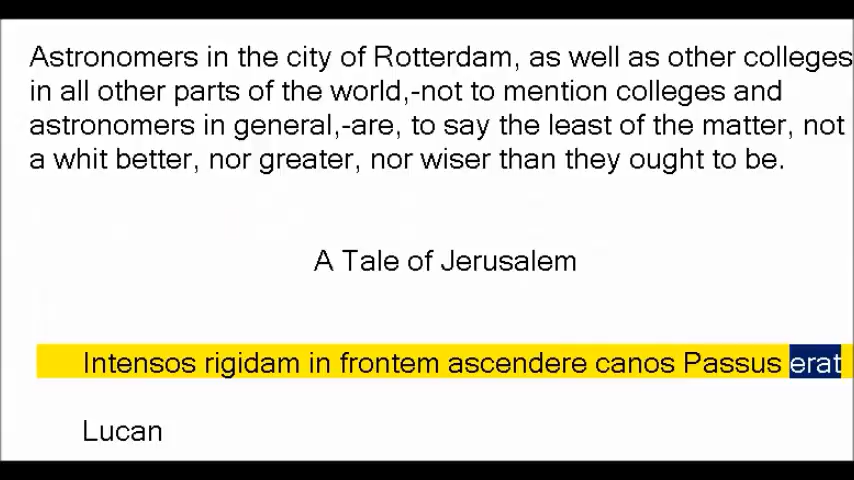 Astronomers in the city of Rotterdam, as well as other colleges
in all other parts of the world,-not to mention colleges and
astronomers in general,-are, to say the least of the matter, not
a whit better, nor greater, nor wiser than they ought to be.
A Tale of Jerusalem
Intensos rigidam in frontem ascendere canos Passus erat
Lucan